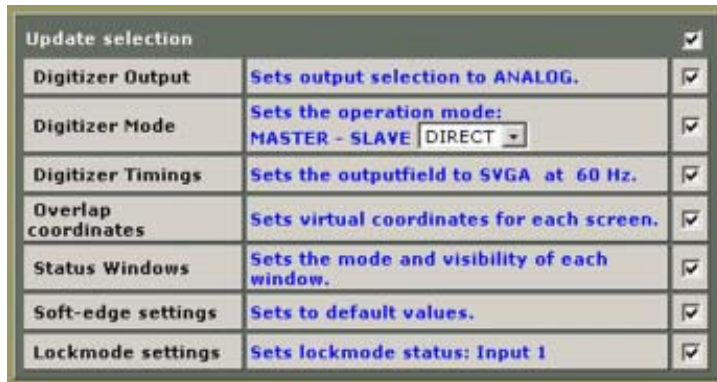 Update selection
Digitizer Output
Sets output selection to ANALOG.
Digitizer Mode
Sets the operation mode:
MASTER - SLAVE DIRECT
Digitizer Timings
Sets the outputfield to SVGA at 60 Hz.
Overlap
coordinates
Sets virtual coordinates for each screen.
Status Windows
Sets the mode and visibility of each
window.
Soft-edge settings
Sets to default values.
Lockmode settings
Sets lockmode status: Input 1